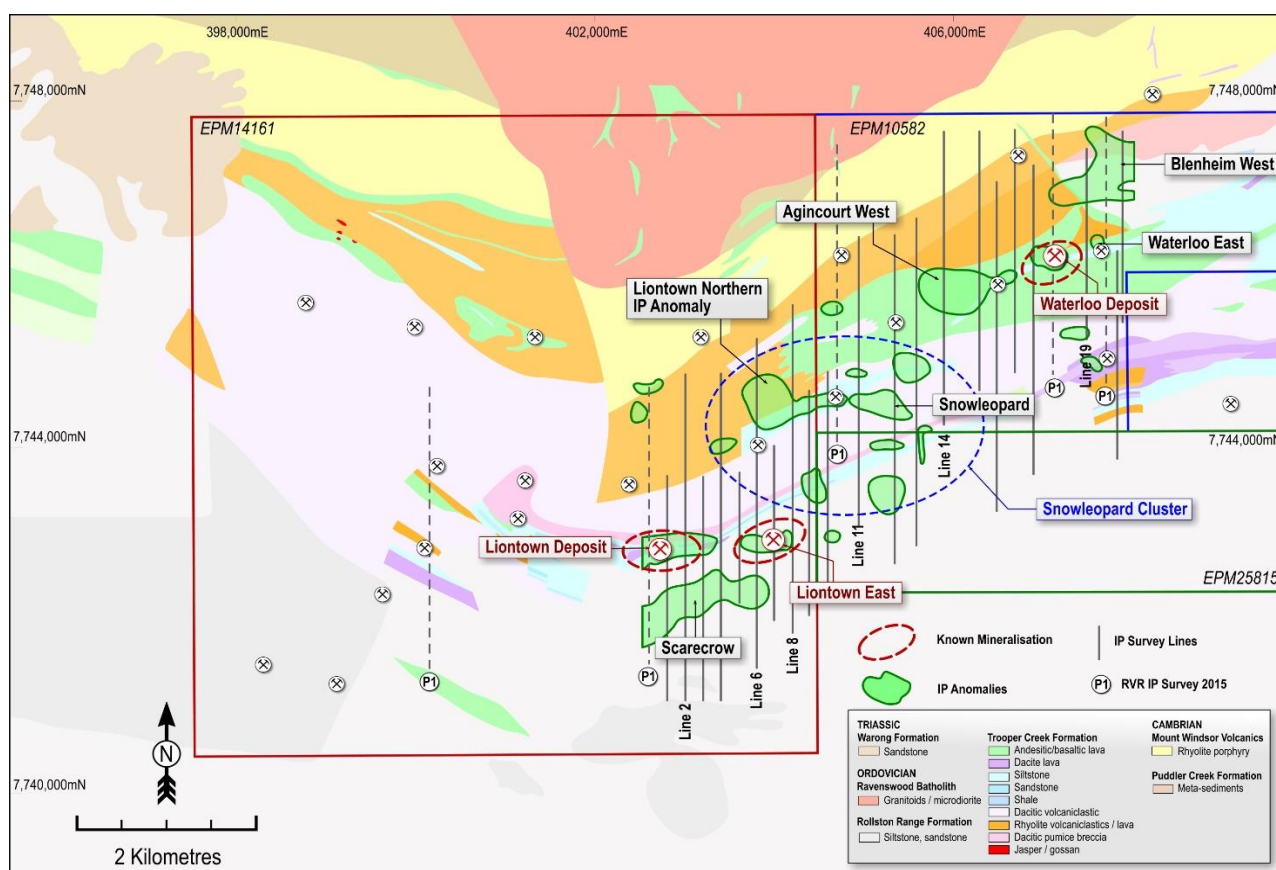 398,000mE
402,000mE
406,000mE
7,748,000mN
7,748,000mN
EPM14161
EPM10582
Blenheim West
Agincourt West
Waterloo East
Liontown Northern
IP Anomaly
Waterloo Deposit
Line 19
P1
P1
Snowleopard
7,744,000mN
7,744,000mN
Line 14
P1
Snowleopard Cluster
Line 11
Liontown Deposit
EPM25815
Liontown East
Scarecrow
Line 8
Line 6
Line 2
P1
P1
Known Mineralisation
IP Survey Lines
IP Anomalies
P1
RVR IP Survey 2015
N
7,740,000mN
2 Kilometres
TRIASSIC
Warong Formation
Sandstone
ORDOVICIAN
Ravenswood Batholith
Granitoids / microdiorite
Rollston Range Formation
Siltstone, sandstone
Trooper Creek Formation
Andesitic/basaltic lava
Dacite lava
Siltstone
Sandstone
Shale
Dacitic volcaniclastic
Rhyolite volcaniclastics / lava
Dacitic pumice breccia
Jasper / gossan
CAMBRIAN
Mount Windsor Volcanics
Rhyolite porphyry
Puddler Creek Formation
Meta-sediments